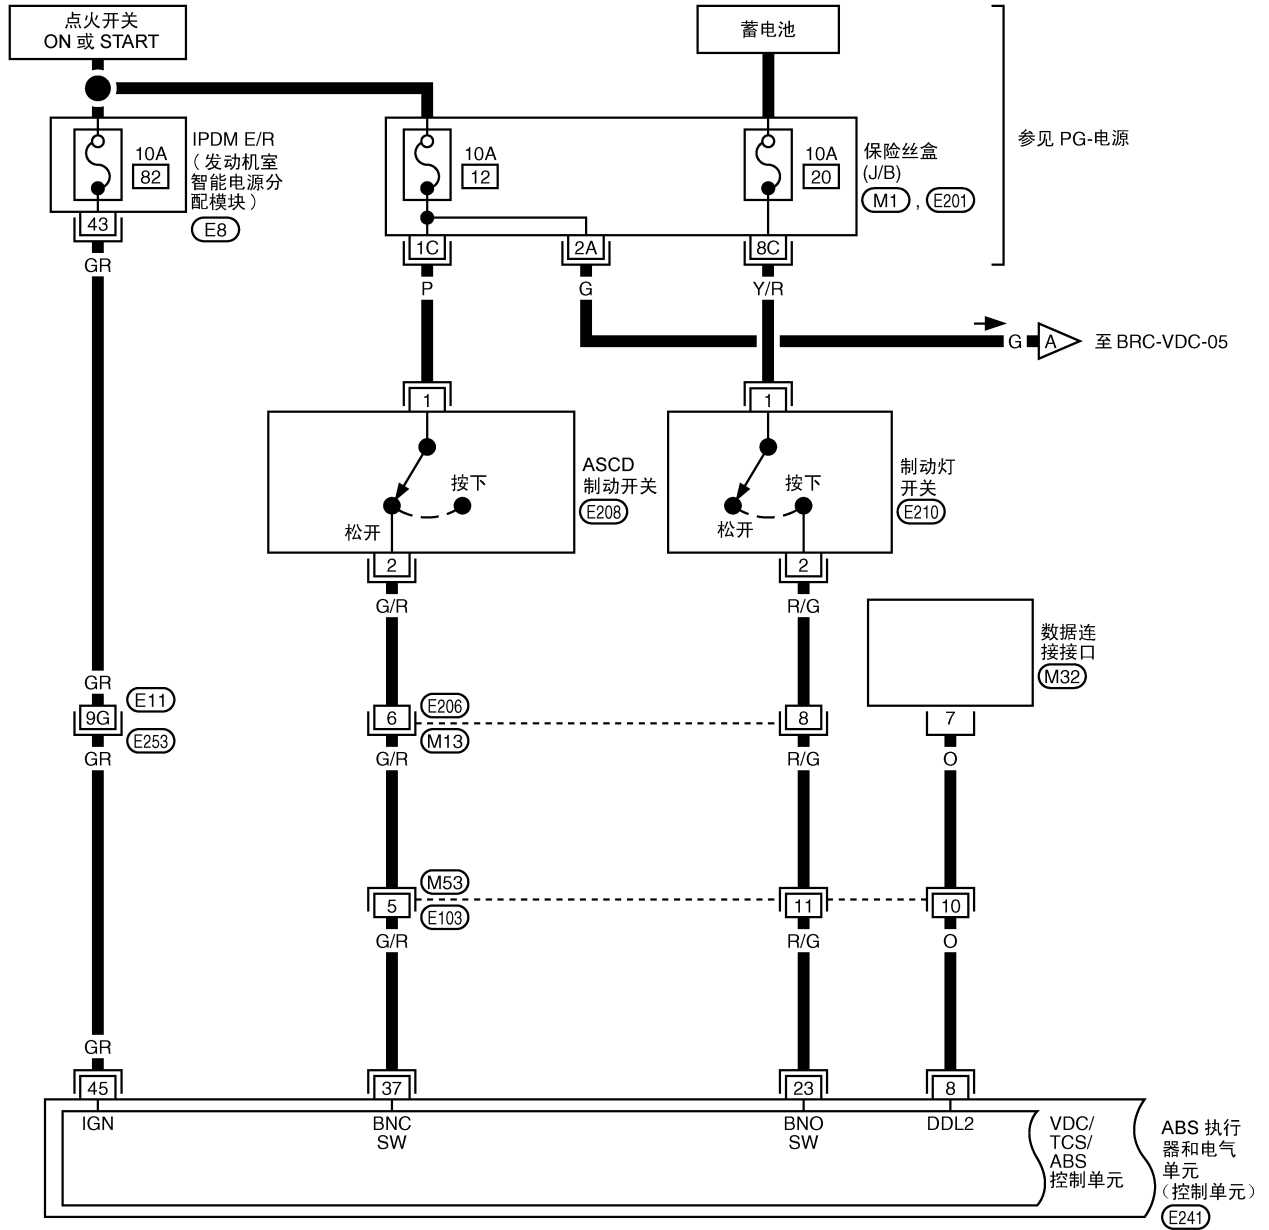 点火开关
ON 或 START
蓄电池
参见 PG-电源
10A
82
IPDM E/R
（发动机室
智能电源分
配模块）
E8
10A
12
10A
20
保险丝盒
(J/B)
M1 , E201
43
1C
2A
8C
GR
P
G
Y/R
G
A
至 BRC-VDC-05
1
1
按下
松开
ASCD
制动开关
E208
按下
松开
制动灯
开关
E210
2
2
G/R
R/G
数据连
接接口
M32
GR
E11
9G
E253
GR
6
E206
M13
8
7
G/R
R/G
O
M53
5
E103
11
10
G/R
R/G
O
GR
45
37
23
8
IGN
BNC
SW
BNO
SW
DDL2
VDC/
TCS/
ABS
控制单元
ABS 执行
器和电气
单元
（控制单元）
E241